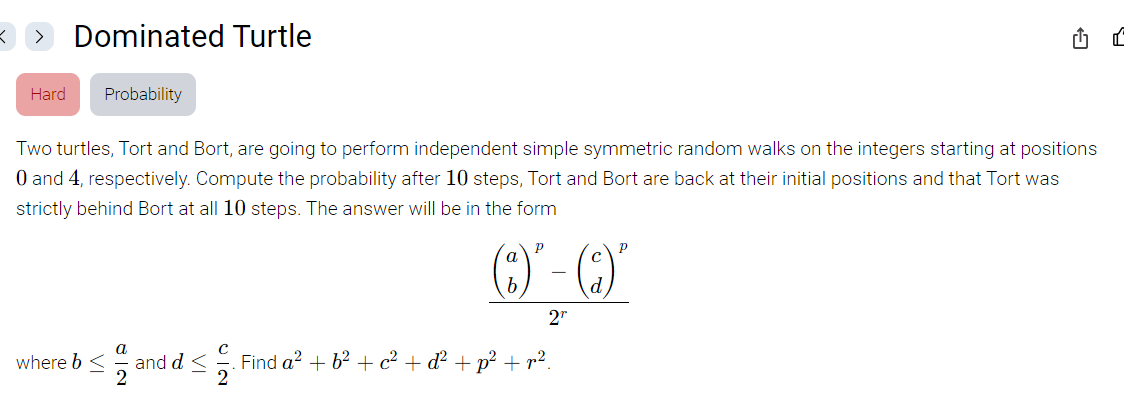 Dominated Turtle
Hard Probability
Two turtles, Tort and Bort, are going to perform independent simple symmetric random walks on the integers starting at positions
0 and 4, respectively. Compute the probability after 10 steps, Tort and Bort are back at their initial positions and that Tort was
strictly behind Bort at all 10 steps. The answer will be in the form
$$\frac{\binom{a}{b}^p - \binom{c}{d}^p}{2^r}$$
where $b \leq \frac{a}{2}$ and $d \leq \frac{c}{2}$. Find $a^2 + b^2 + c^2 + d^2 + p^2 + r^2$.